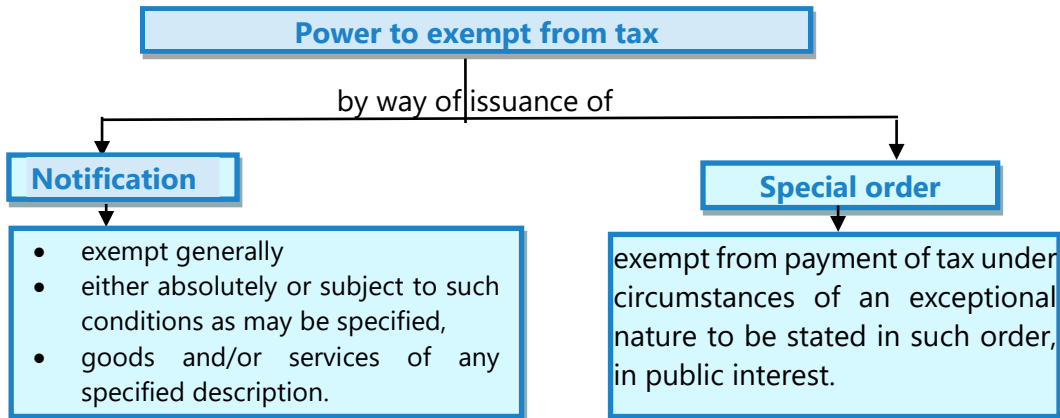 Power to exempt from tax
by way of issuance of
Notification
• exempt generally
• either absolutely or subject to such
conditions as may be specified,
• goods and/or services of any
specified description.
Special order
exempt from payment of tax under
circumstances of an exceptional
nature to be stated in such order,
in public interest.